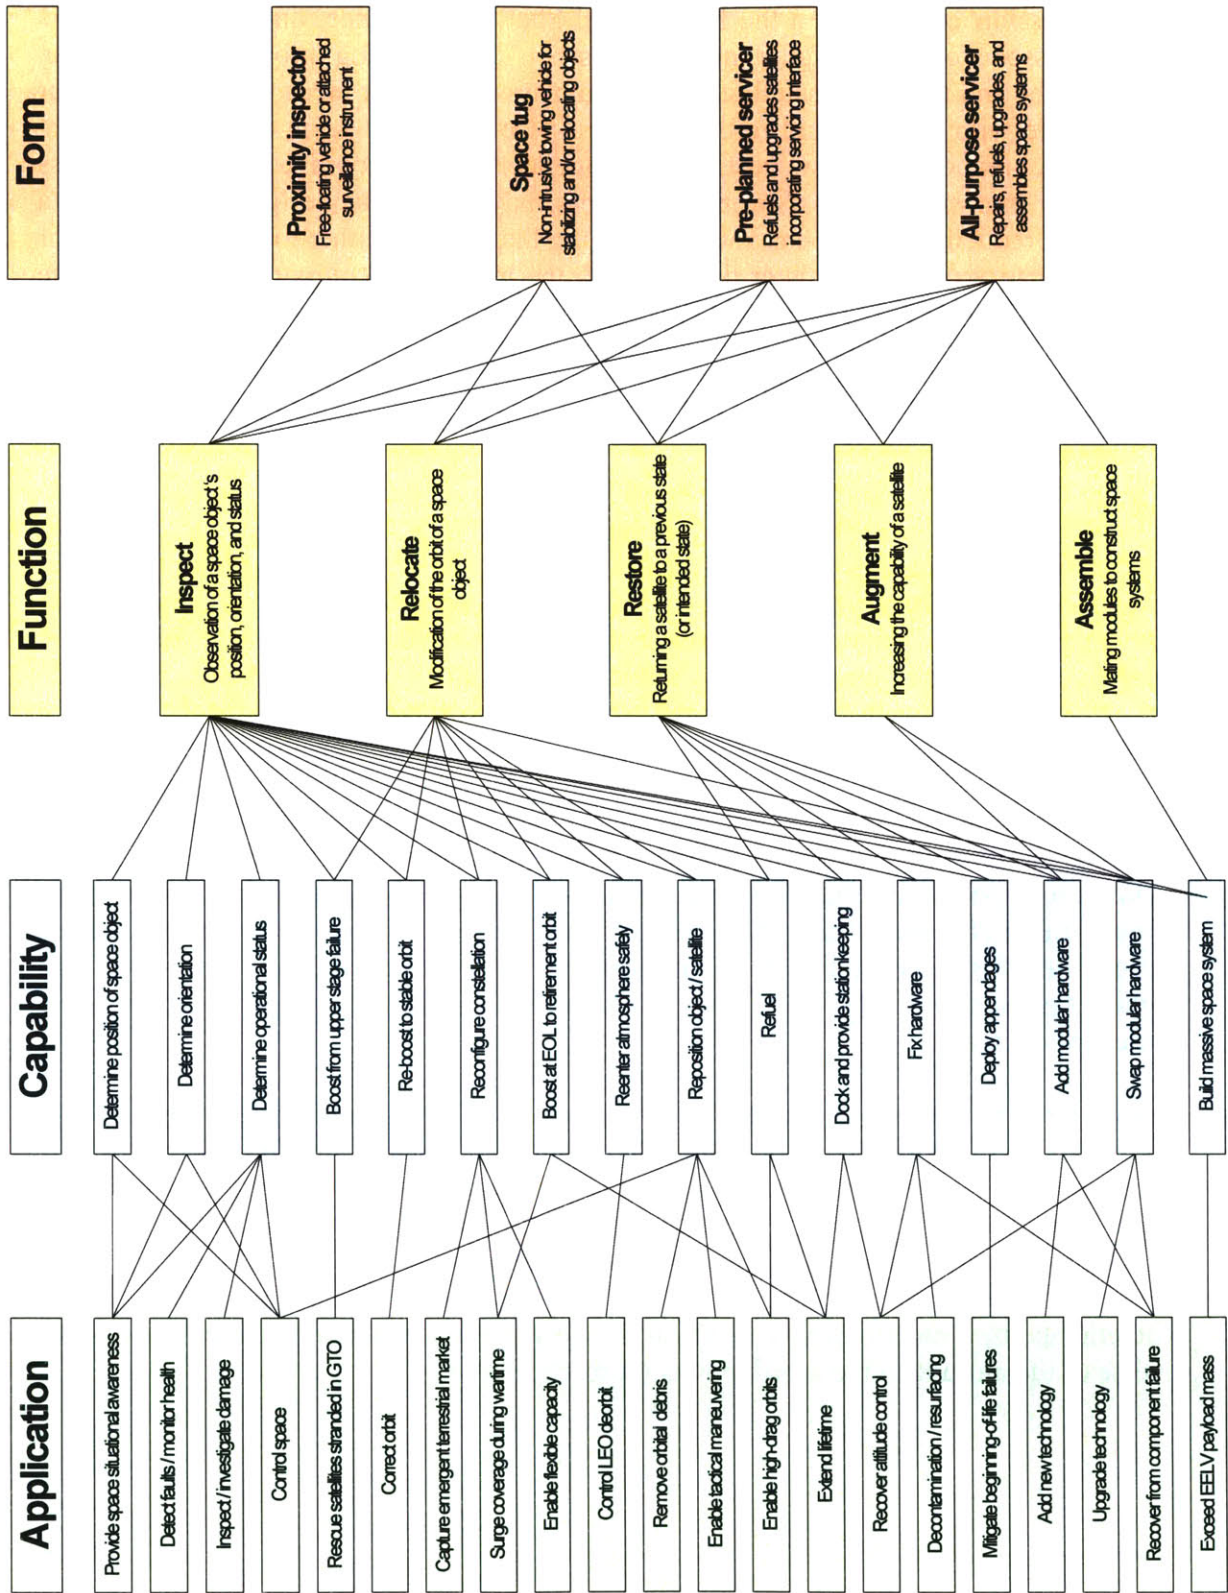 Application
Provide space situational awareness
Detect faults / monitor health
Inspect / investigate damage
Control space
Rescue satellites stranded in GTO
Correct orbit
Capture emergent terrestrial market
Surge coverage during wartime
Enable flexible capacity
Control LEO deorbit
Remove orbital debris
Enable tactical maneuvering
Enable high-drag orbits
Extend lifetime
Recover attitude control
Decontamination / resurfacing
Mitigate beginning-of-life failures
Add new technology
Upgrade technology
Recover from component failure
Exceed EELV payload mass
Capability
Determine position of space object
Determine orientation
Determine operational status
Boost from upper stage failure
Re-boost to stable orbit
Reconfigure constellation
Boost at EOL to retirement orbit
Reenter atmosphere safely
Reposition object / satellite
Refuel
Dock and provide stationkeeping
Fix hardware
Deploy appendages
Add modular hardware
Swap modular hardware
Build massive space system
Function
Inspect
Observation of a space object's
position, orientation, and status
Relocate
Modification of the orbit of a space
object
Restore
Returning a satellite to a previous state
(or intended state)
Augment
Increasing the capability of a satellite
Assemble
Mating modules to construct space
systems
Form
Proximity inspector
Free-floating vehicle or attached
surveillance instrument
Space tug
Non-intrusive towing vehicle for
stabilizing and/or relocating objects
Pre-planned servicer
Refuels and upgrades satellites
incorporating servicing interface
All-purpose servicer
Repairs, refuels, upgrades, and
assembles space systems